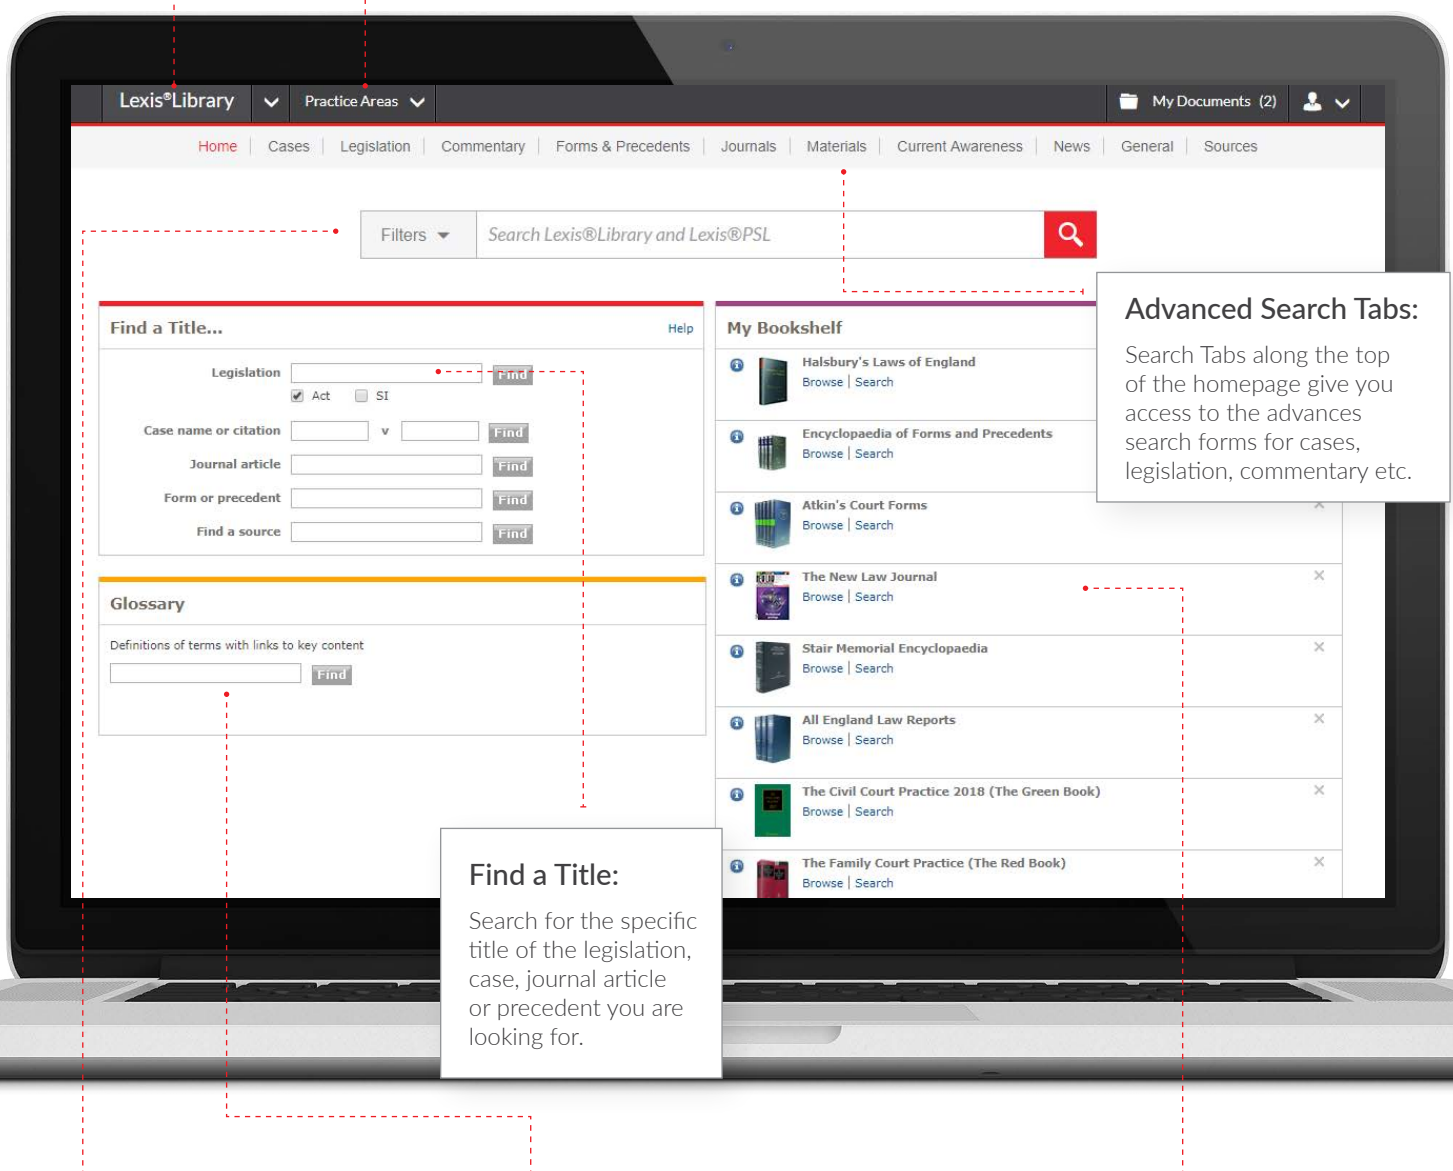 Lexis®Library
Practice Areas
My Documents (2)
Home
Cases
Legislation
Commentary
Forms & Precedents
Journals
Materials
Current Awareness
News
General
Sources
Filters
Search Lexis®Library and Lexis®PSL
Find a Title...
Help
Legislation
Find
Act
SI
Case name or citation
v
Find
Journal article
Find
Form or precedent
Find
Find a source
Find
Glossary
Definitions of terms with links to key content
Find
My Bookshelf
Halsbury's Laws of England
Browse | Search
Encyclopaedia of Forms and Precedents
Browse | Search
Atkin's Court Forms
Browse | Search
The New Law Journal
Browse | Search
Stair Memorial Encyclopaedia
Browse | Search
All England Law Reports
Browse | Search
The Civil Court Practice 2018 (The Green Book)
Browse | Search
The Family Court Practice (The Red Book)
Browse | Search
Advanced Search Tabs:
Search Tabs along the top
of the homepage give you
access to the advances
search forms for cases,
legislation, commentary etc.
Find a Title:
Search for the specific
title of the legislation,
case, journal article
or precedent you are
looking for.